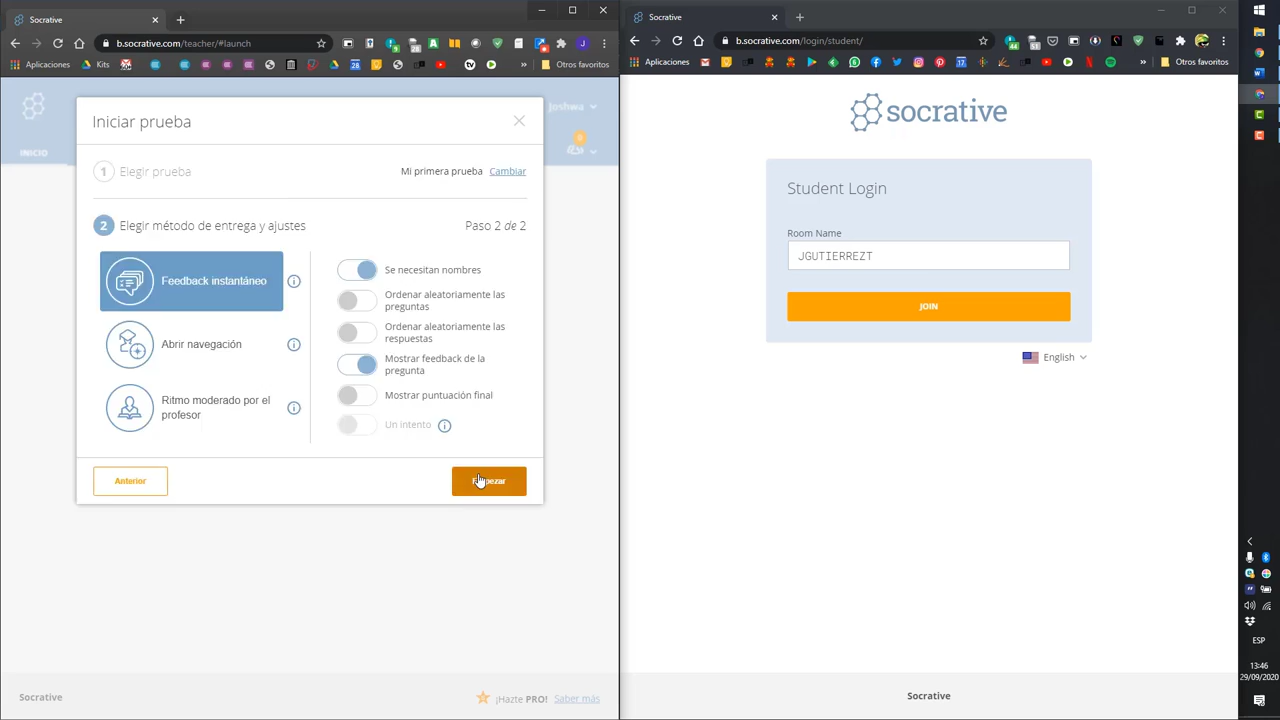 Socrative
b.socrative.com/teacher/#launch
Aplicaciones
Kits
Otros favoritos
Joshwa
INICIO
Iniciar prueba
1 Elegir prueba
Mi primera prueba Cambiar
2 Elegir método de entrega y ajustes
Paso 2 de 2
Feedback instantáneo
Abrir navegación
Ritmo moderado por el
profesor
Se necesitan nombres
Ordenar aleatoriamente las
preguntas
Ordenar aleatoriamente las
respuestas
Mostrar feedback de la
pregunta
Mostrar puntuación final
Un intento
Anterior
Socrative
¡Hazte PRO! Saber más
Socrative
b.socrative.com/login/student/
Aplicaciones
Otros favoritos
socrative
Student Login
Room Name
JGUTIERREZT
JOIN
English
Socrative
ESP
13:46
29/09/2020